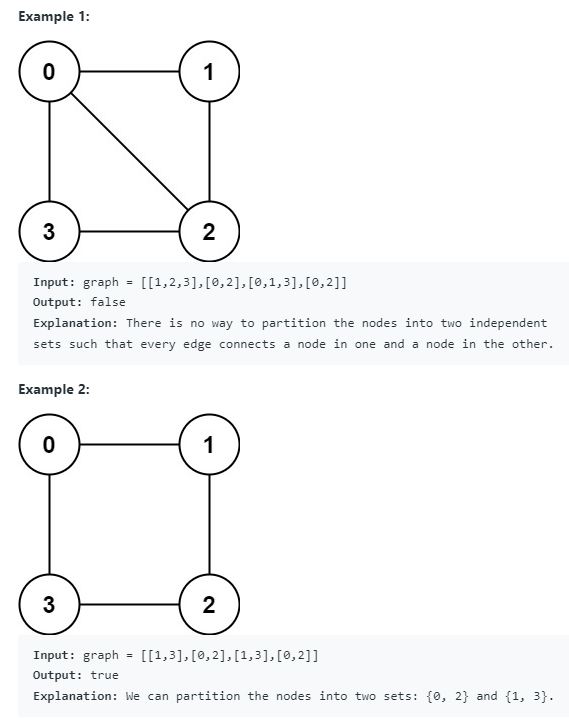 Example 1:
0 1
3 2
Input: graph = [[1,2,3],[0,2],[0,1,3],[0,2]]
Output: false
Explanation: There is no way to partition the nodes into two independent
sets such that every edge connects a node in one and a node in the other.
Example 2:
0 1
3 2
Input: graph = [[1,3],[0,2],[1,3],[0,2]]
Output: true
Explanation: We can partition the nodes into two sets: {0, 2} and {1, 3}.